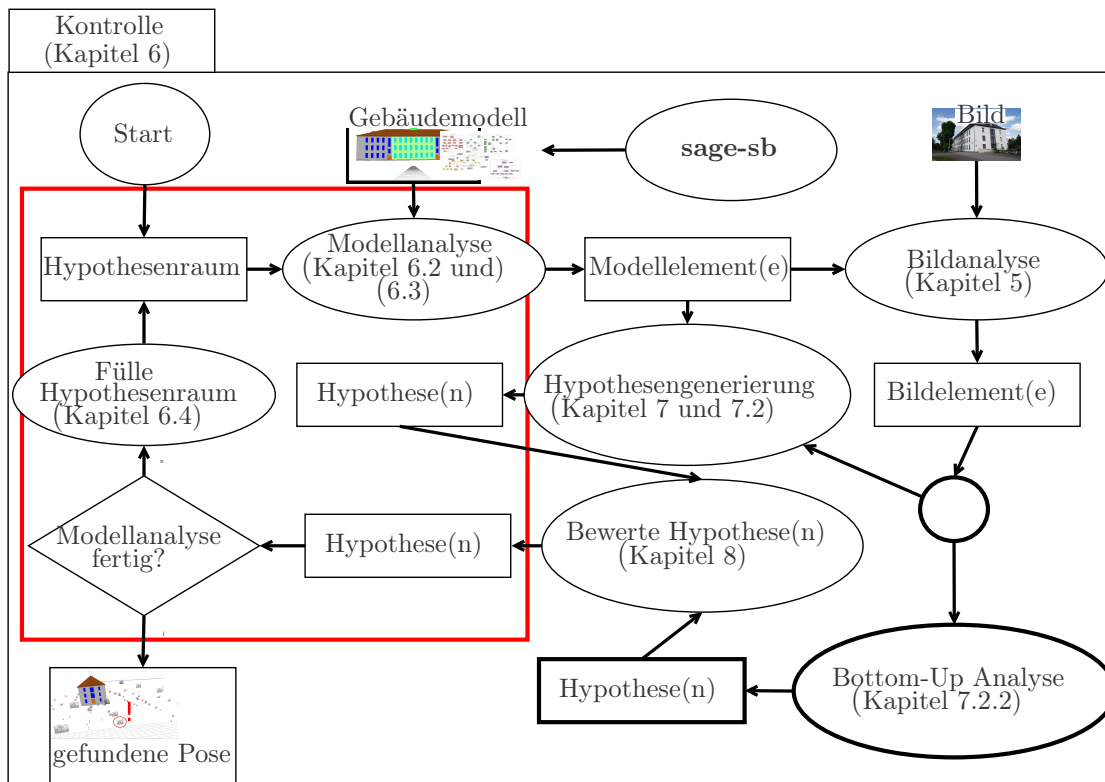 Kontrolle
(Kapitel 6)
Start
Gebäudemodell
sage-sb
Bild
Hypothesenraum
Modellanalyse
(Kapitel 6.2 und)
(6.3)
Modellelement(e)
Bildanalyse
(Kapitel 5)
Fülle
Hypothesenraum
(Kapitel 6.4)
Hypothese(n)
Hypothesengenerierung
(Kapitel 7 und 7.2)
Bildelement(e)
Modellanalyse
fertig?
Hypothese(n)
Bewerte Hypothese(n)
(Kapitel 8)
Hypothese(n)
Bottom-Up Analyse
(Kapitel 7.2.2)
!
gefundene Pose